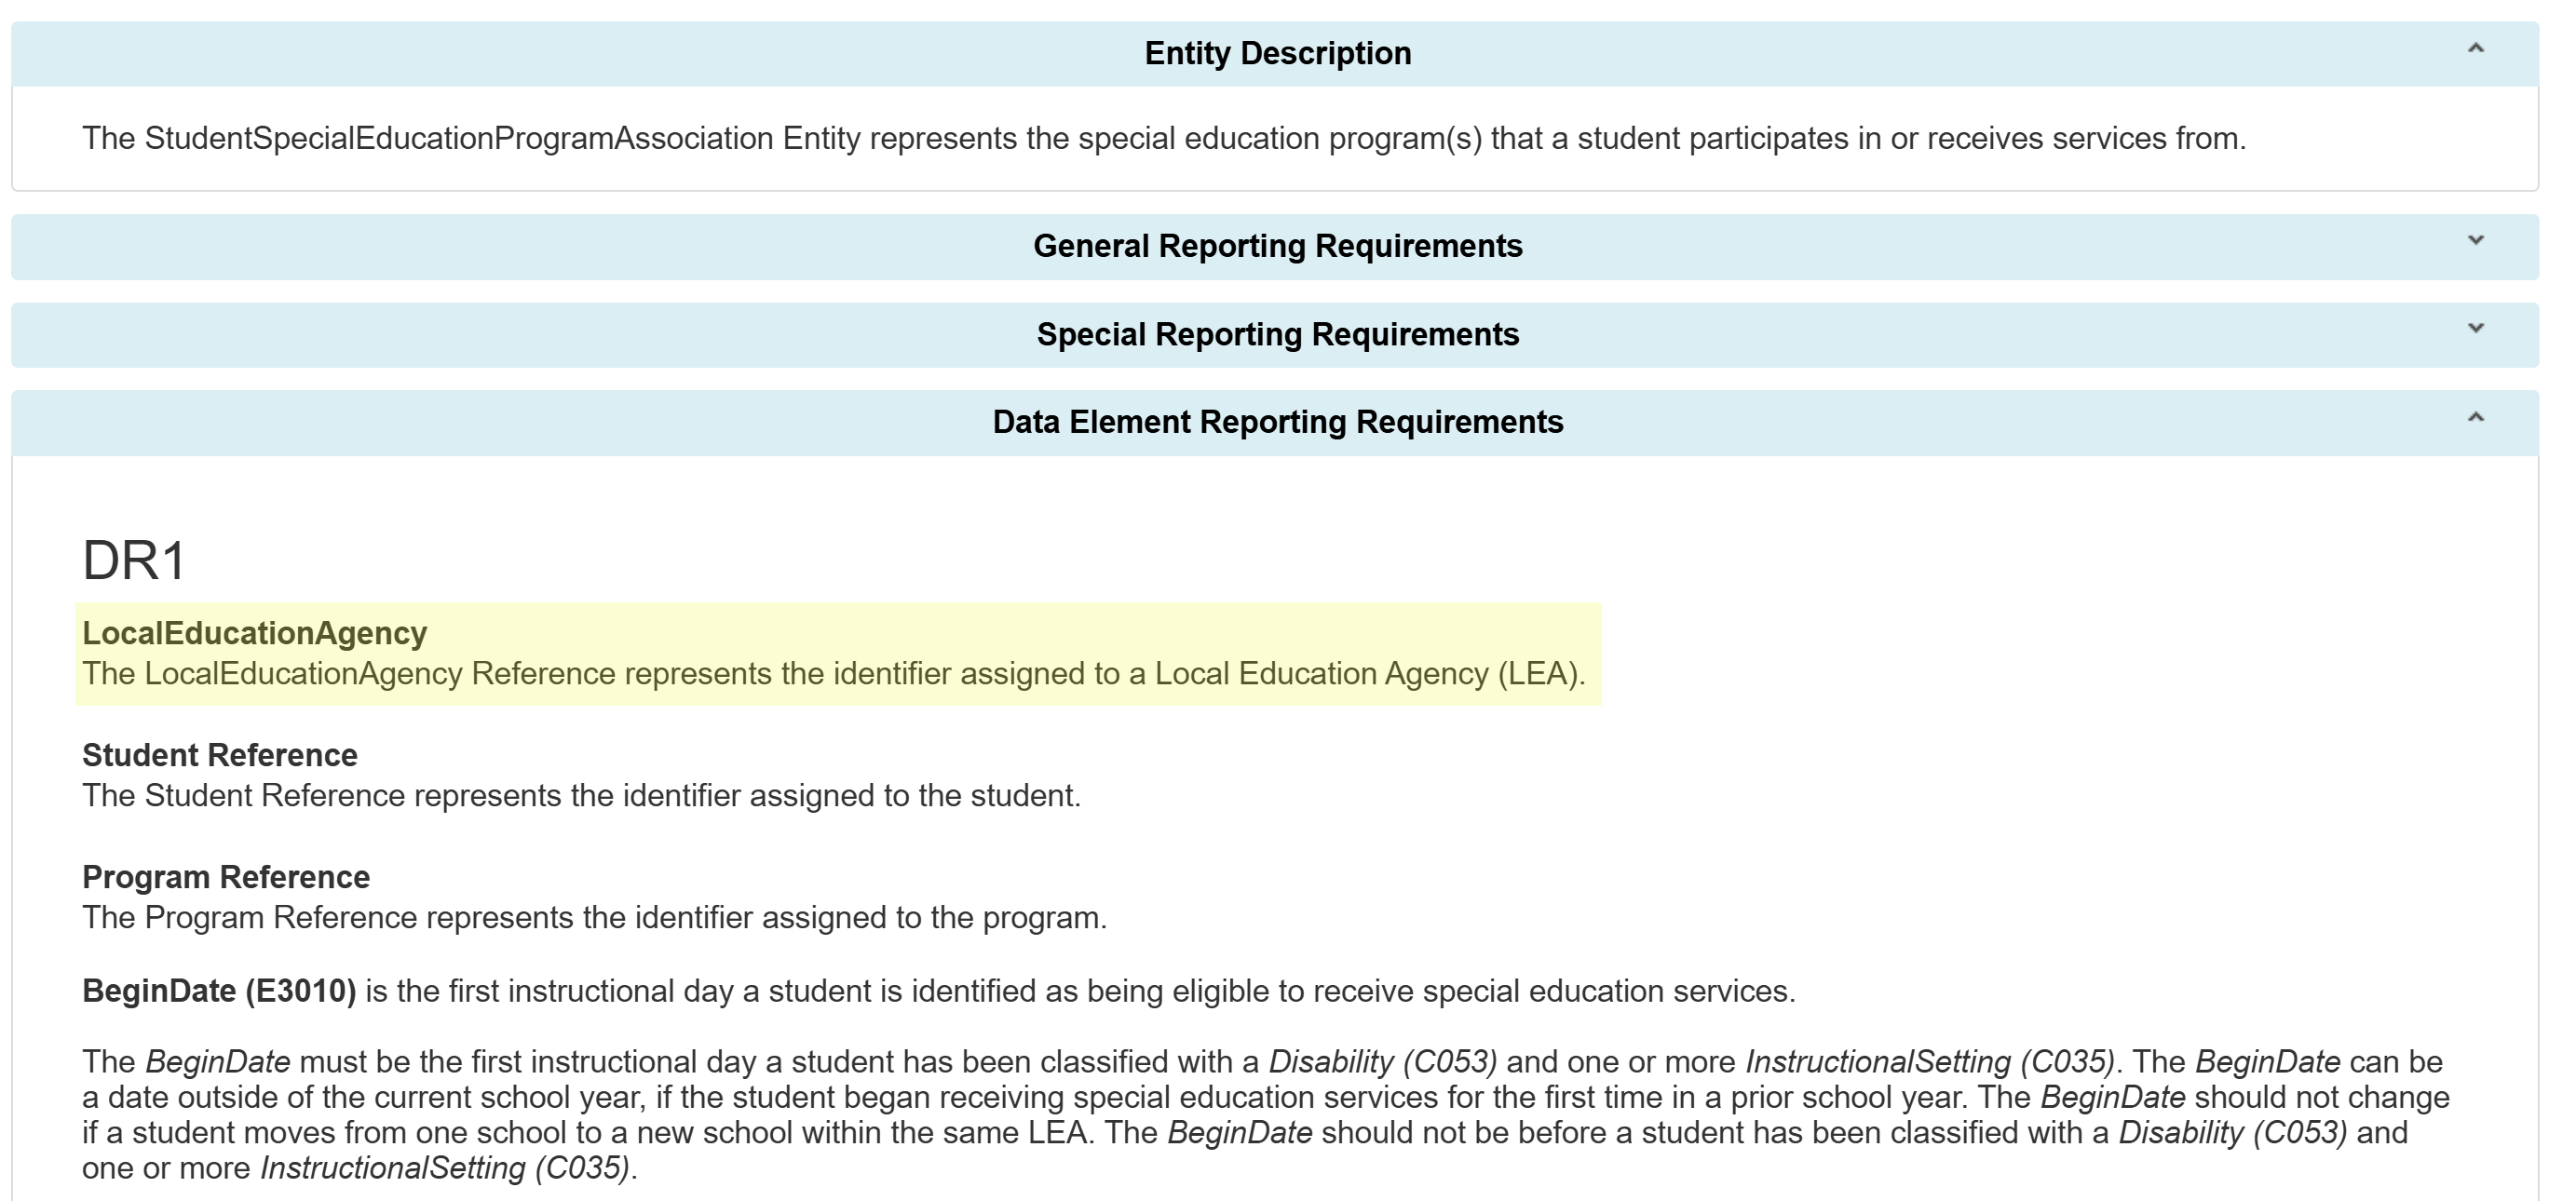 Entity Description
The StudentSpecialEducationProgramAssociation Entity represents the special education program(s) that a student participates in or receives services from.
General Reporting Requirements
Special Reporting Requirements
Data Element Reporting Requirements
DR1
LocalEducationAgency
The LocalEducationAgency Reference represents the identifier assigned to a Local Education Agency (LEA).
Student Reference
The Student Reference represents the identifier assigned to the student.
Program Reference
The Program Reference represents the identifier assigned to the program.
BeginDate (E3010) is the first instructional day a student is identified as being eligible to receive special education services.
The BeginDate must be the first instructional day a student has been classified with a Disability (C053) and one or more InstructionalSetting (C035). The BeginDate can be
a date outside of the current school year, if the student began receiving special education services for the first time in a prior school year. The BeginDate should not change
if a student moves from one school to a new school within the same LEA. The BeginDate should not be before a student has been classified with a Disability (C053) and
one or more InstructionalSetting (C035).